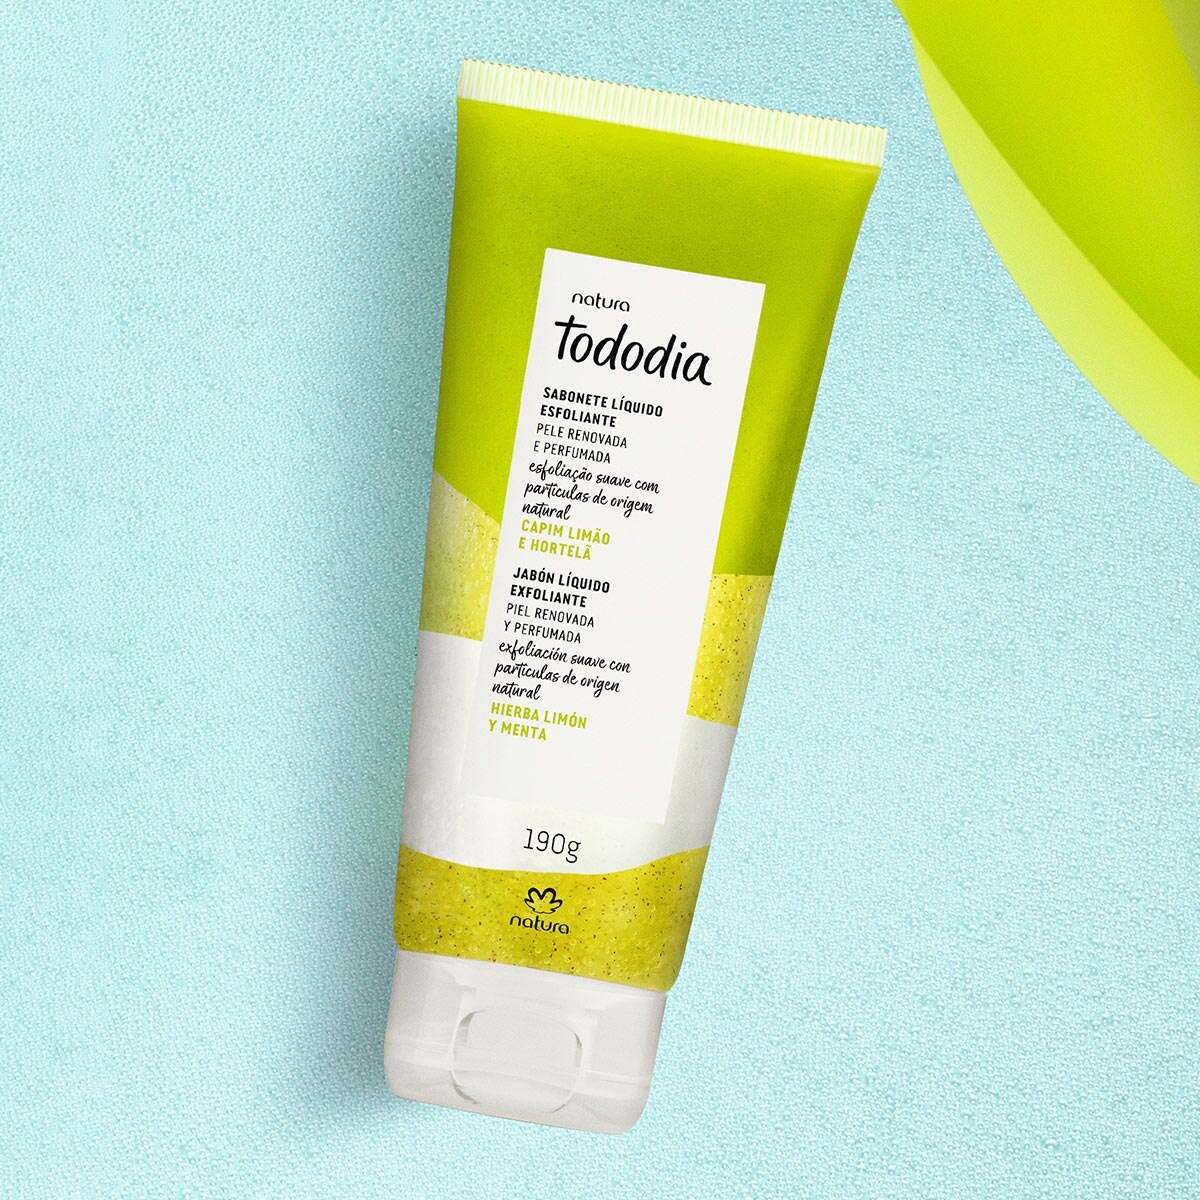 natura
tododia
SABONETE LÍQUIDO
ESFOLIANTE
PELE RENOVADA
E PERFUMADA
esfoliação suave com
partículas de origem
natural
CAPIM LIMÃO
E HORTELÃ
JABÓN LÍQUIDO
EXFOLIANTE
PIEL RENOVADA
Y PERFUMADA
exfoliación suave con
partículas de origen
natural
HIERBA LIMÓN
Y MENTA
190g
natura